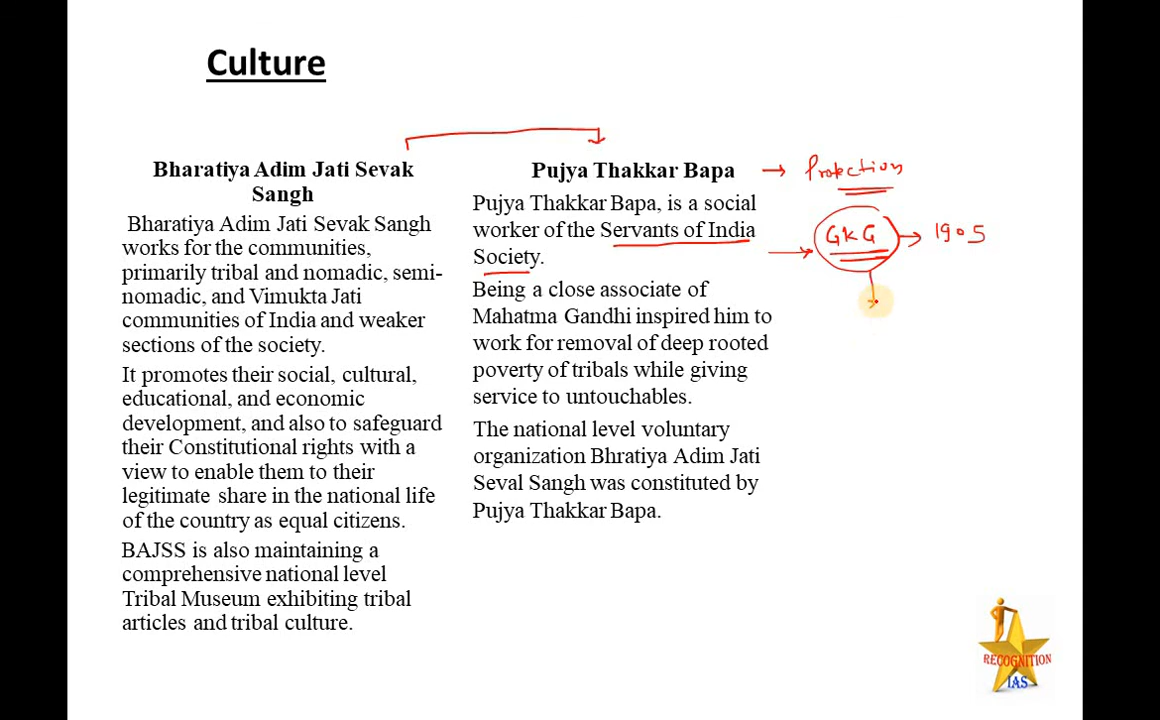 Culture
Bharatiya Adim Jati Sevak
Sangh
Bharatiya Adim Jati Sevak Sangh
works for the communities,
primarily tribal and nomadic, semi-
nomadic, and Vimukta Jati
communities of India and weaker
sections of the society.
It promotes their social, cultural,
educational, and economic
development, and also to safeguard
their Constitutional rights with a
view to enable them to their
legitimate share in the national life
of the country as equal citizens.
BAJSS is also maintaining a
comprehensive national level
Tribal Museum exhibiting tribal
articles and tribal culture.
Pujya Thakkar Bapa
Pujya Thakkar Bapa, is a social
worker of the Servants of India
Society.
Being a close associate of
Mahatma Gandhi inspired him to
work for removal of deep rooted
poverty of tribals while giving
service to untouchables.
The national level voluntary
organization Bhratiya Adim Jati
Seval Sangh was constituted by
Pujya Thakkar Bapa.
GKG → 1905
RECOGNITION
IAS